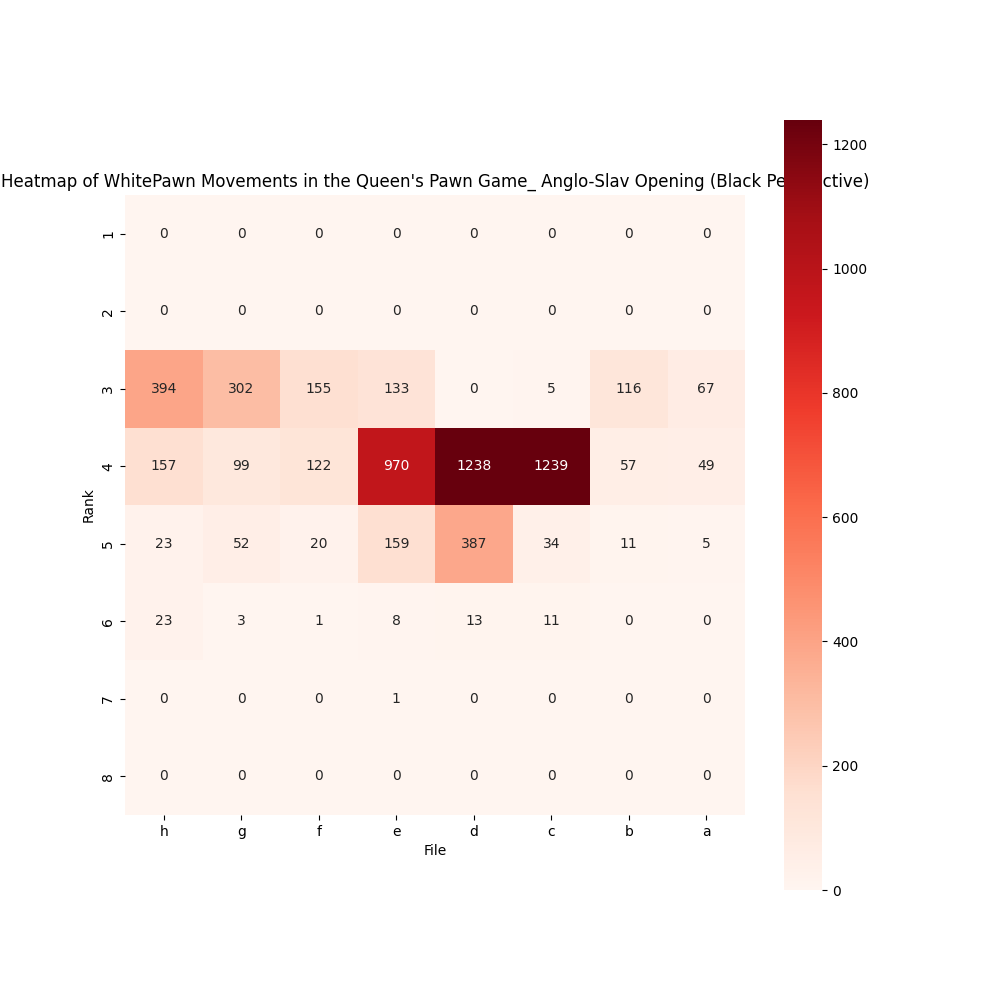 Heatmap of WhitePawn Movements in the Queen's Pawn Game_ Anglo-Slav Opening (Black Pe ctive)
1200
1 0 0 0 0 0 0 0 0
1000
2 0 0 0 0 0 0 0 0
3 394 302 155 133 0 5 116 67
800
4 157 99 122 970 1238 1239 57 49
Rank
600
5 23 52 20 159 387 34 11 5
6 23 3 1 8 13 11 0 0
400
7 0 0 0 1 0 0 0 0
200
8 0 0 0 0 0 0 0 0
h g f e d c b a
File
0